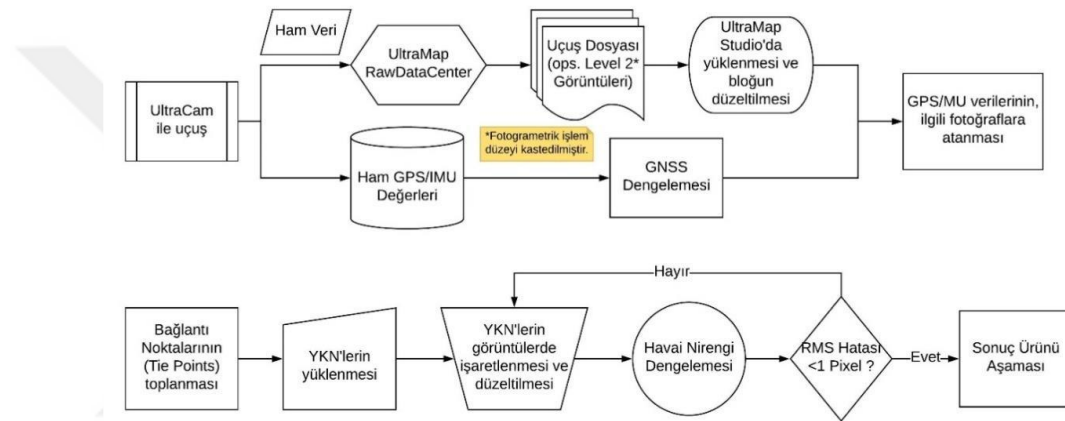 Ham Veri
UltraCam
ile uçuş
UltraMap
RawDataCenter
Uçuş Dosyası
(ops. Level 2*
Görüntüleri)
UltraMap
Studio'da
yüklenmesi ve
bloğun
düzeltilmesi
GPS/MU verilerinin,
ilgili fotoğraflara
atanması
*Fotogrametrik işlem
düzeyi kastedilmiştir.
Ham GPS/IMU
Değerleri
GNSS
Dengelemesi
Hayır
Bağlantı
Noktalarının
(Tie Points)
toplanması
YKN'lerin
yüklenmesi
YKN'lerin
görüntülerde
işaretlenmesi ve
düzeltilmesi
Havai Nirengi
Dengelemesi
RMS Hatası
<1 Pixel ?
Evet
Sonuç Ürünü
Aşaması